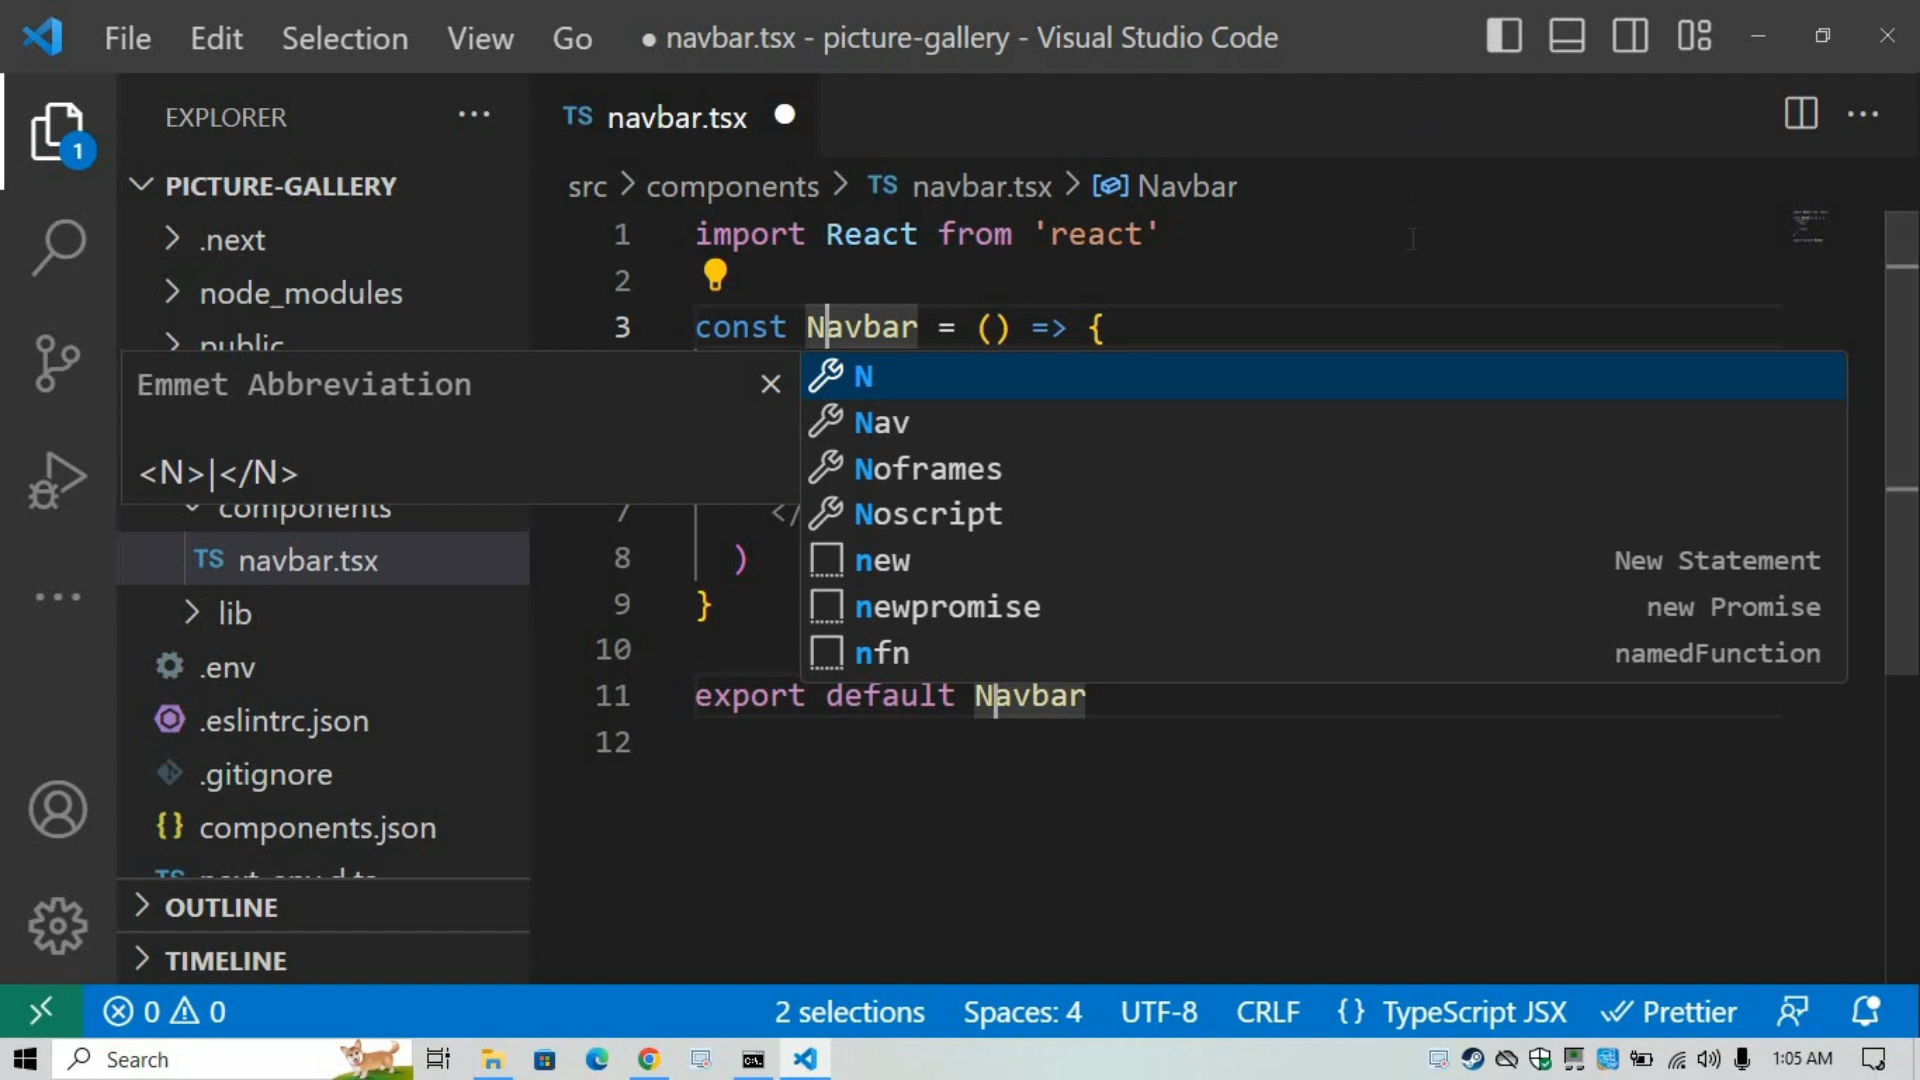 File Edit Selection View Go ● navbar.tsx - picture-gallery - Visual Studio Code
EXPLORER ···
TS navbar.tsx
1
PICTURE-GALLERY
src > components > TS navbar.tsx > Navbar
.next
1 import React from 'react'
2
node_modules
3 const Navbar = () => {
public
Emmet Abbreviation ×
<N>|</N>
N
Nav
Noframes
Noscript
new New Statement
newpromise new Promise
nfn namedFunction
components
7 </
TS navbar.tsx
8 )
9 }
lib
10
.env
11 export default Navbar
.eslintrc.json
12
.gitignore
{} components.json
OUTLINE
TIMELINE
0 0 2 selections Spaces: 4 UTF-8 CRLF {} TypeScript JSX Prettier
Search 1:05 AM